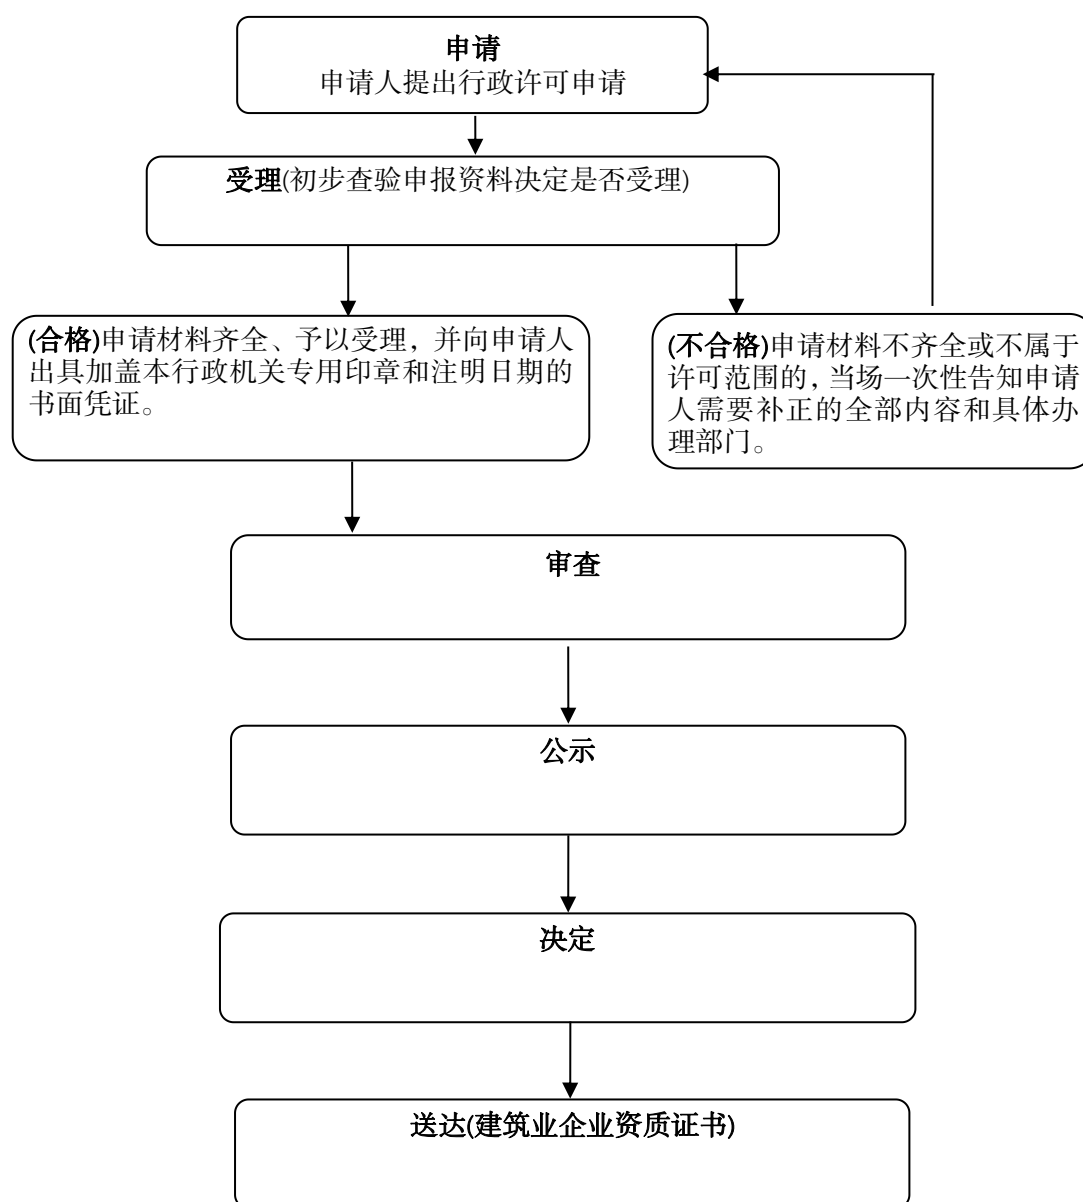 申请
申请人提出行政许可申请
受理(初步查验申报资料决定是否受理)
(合格)申请材料齐全、予以受理，并向申请人
出具加盖本行政机关专用印章和注明日期的
书面凭证。
(不合格)申请材料不齐全或不属于
许可范围的，当场一次性告知申请
人需要补正的全部内容和具体办
理部门。
审查
公示
决定
送达(建筑业企业资质证书)